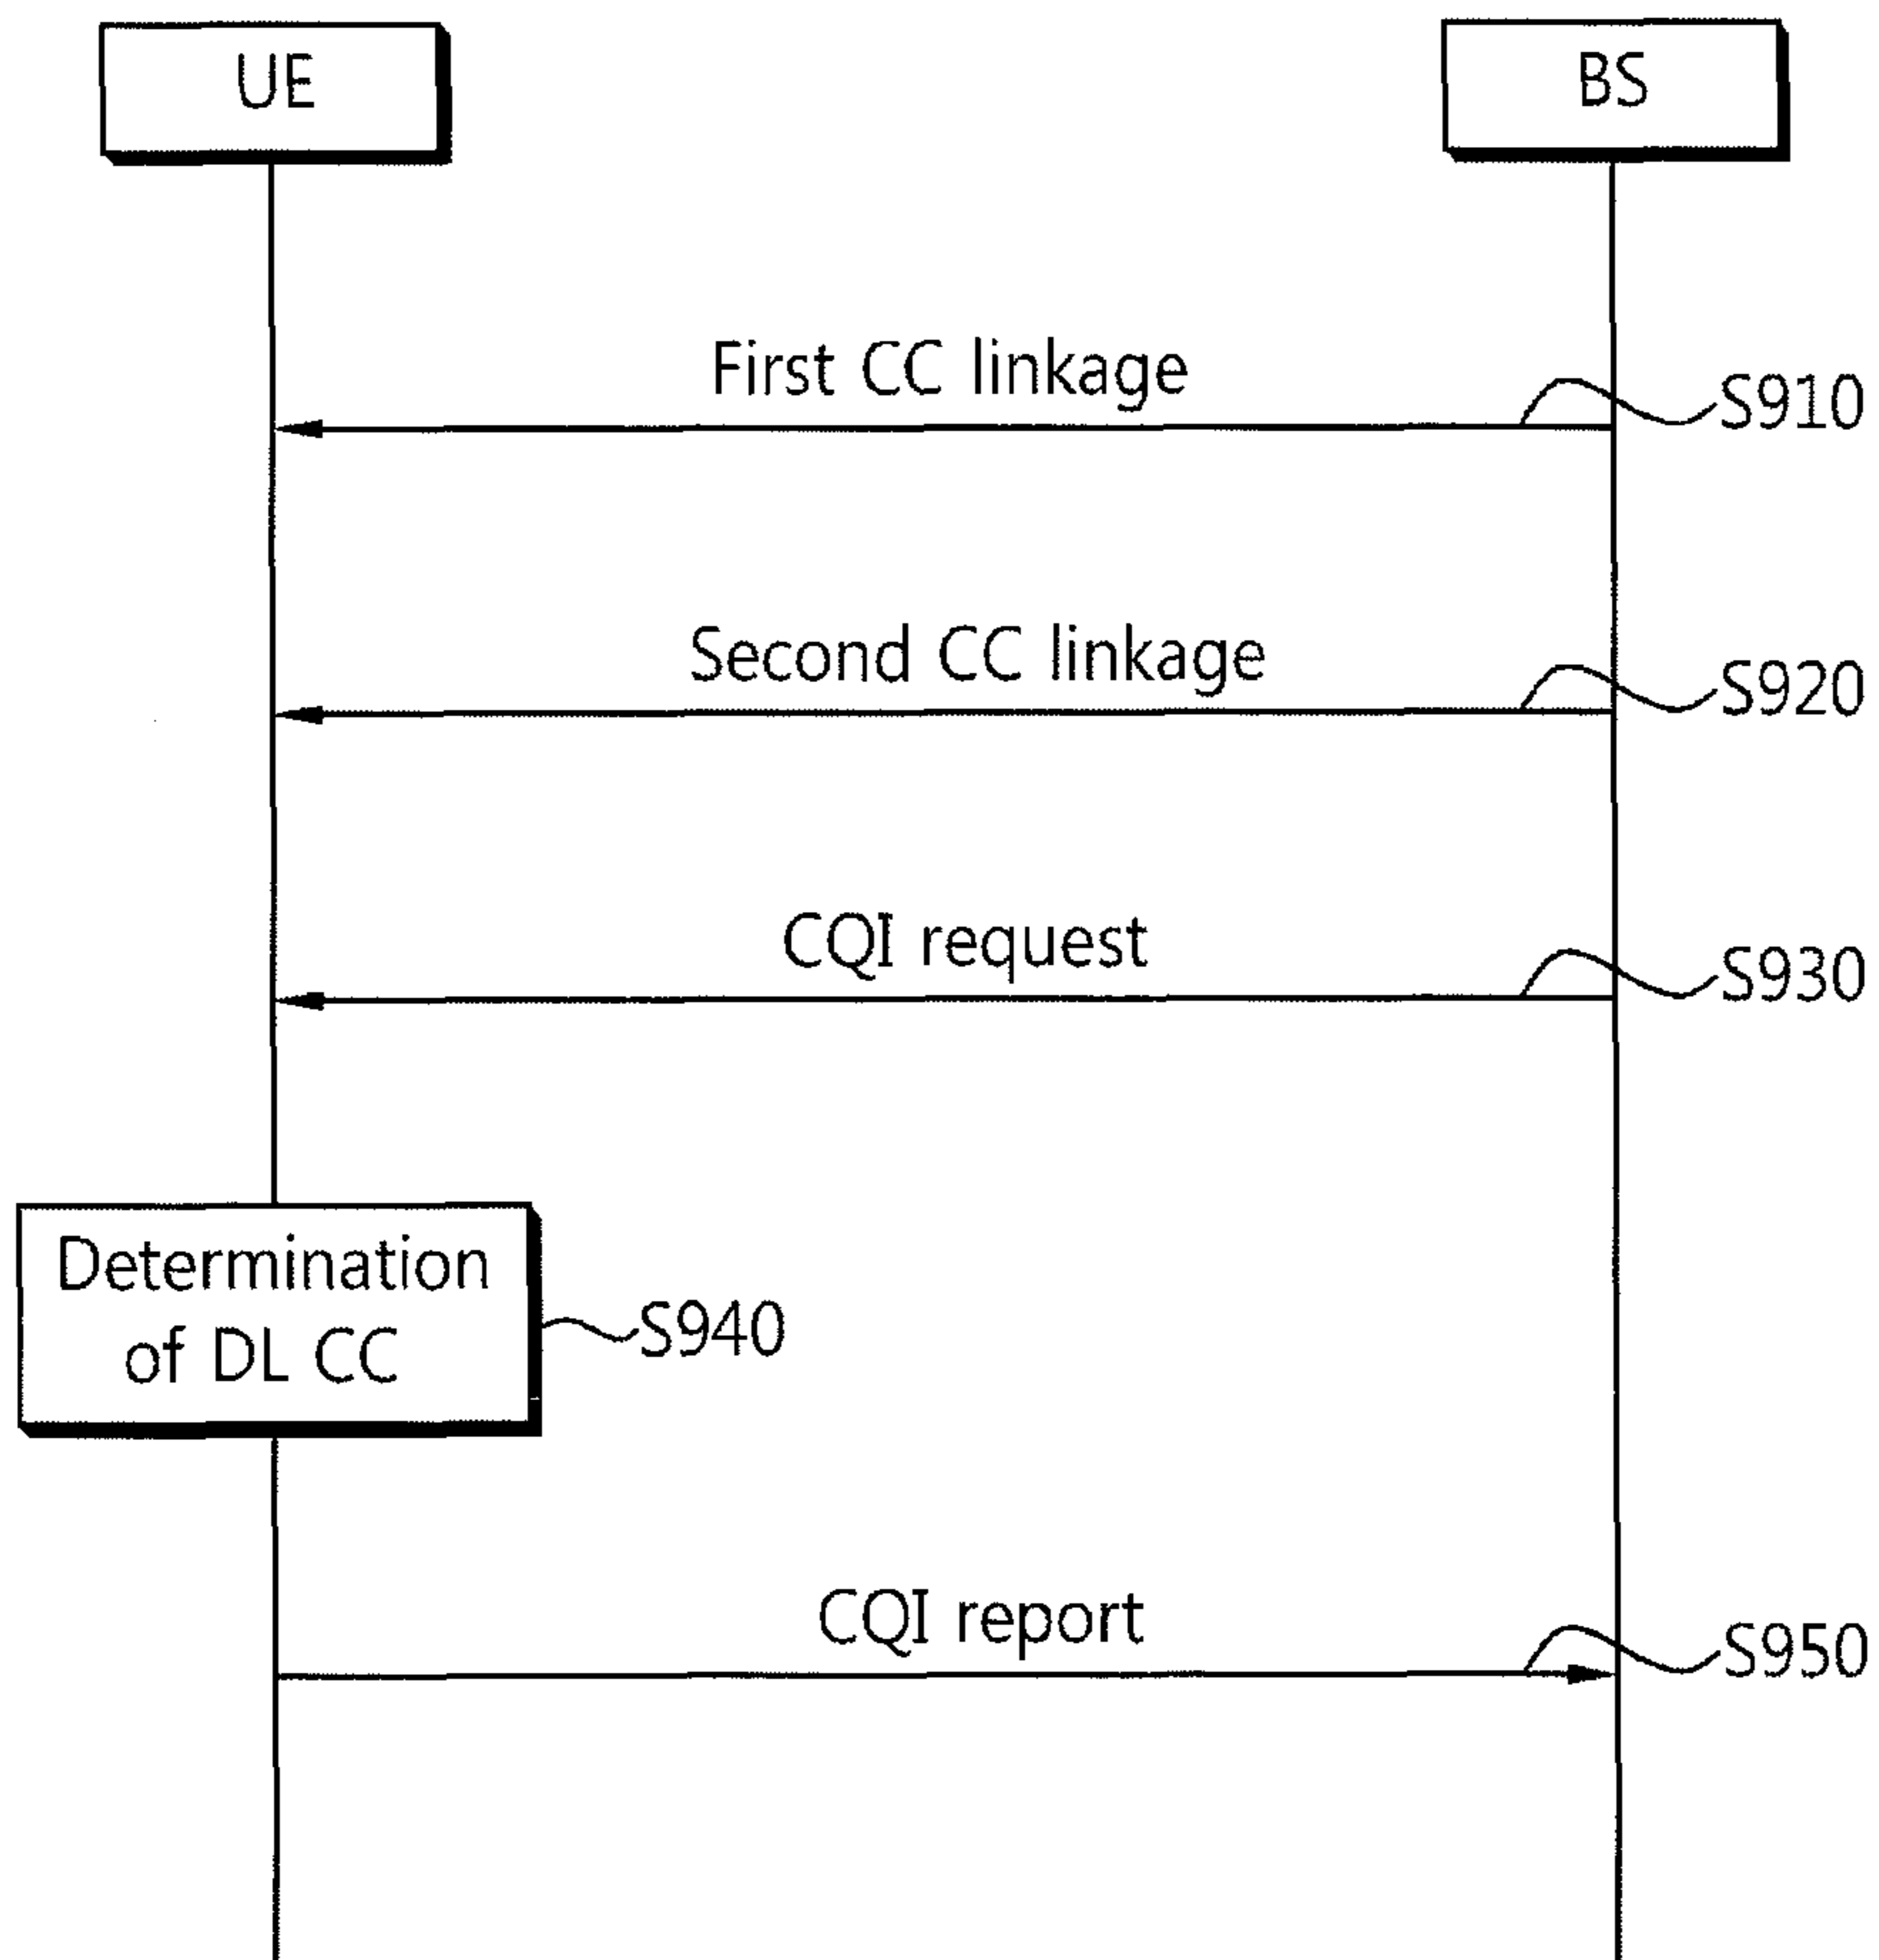 UE
BS
First CC linkage
S910
Second CC linkage
S920
CQI request
S930
Determination
of DL CC
S940
CQI report
S950